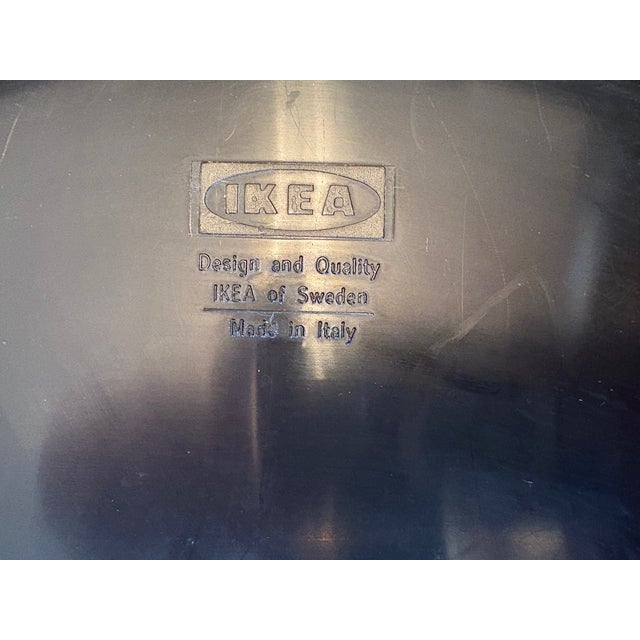 IKEA
Design and Quality
IKEA of Sweden
Made in Italy